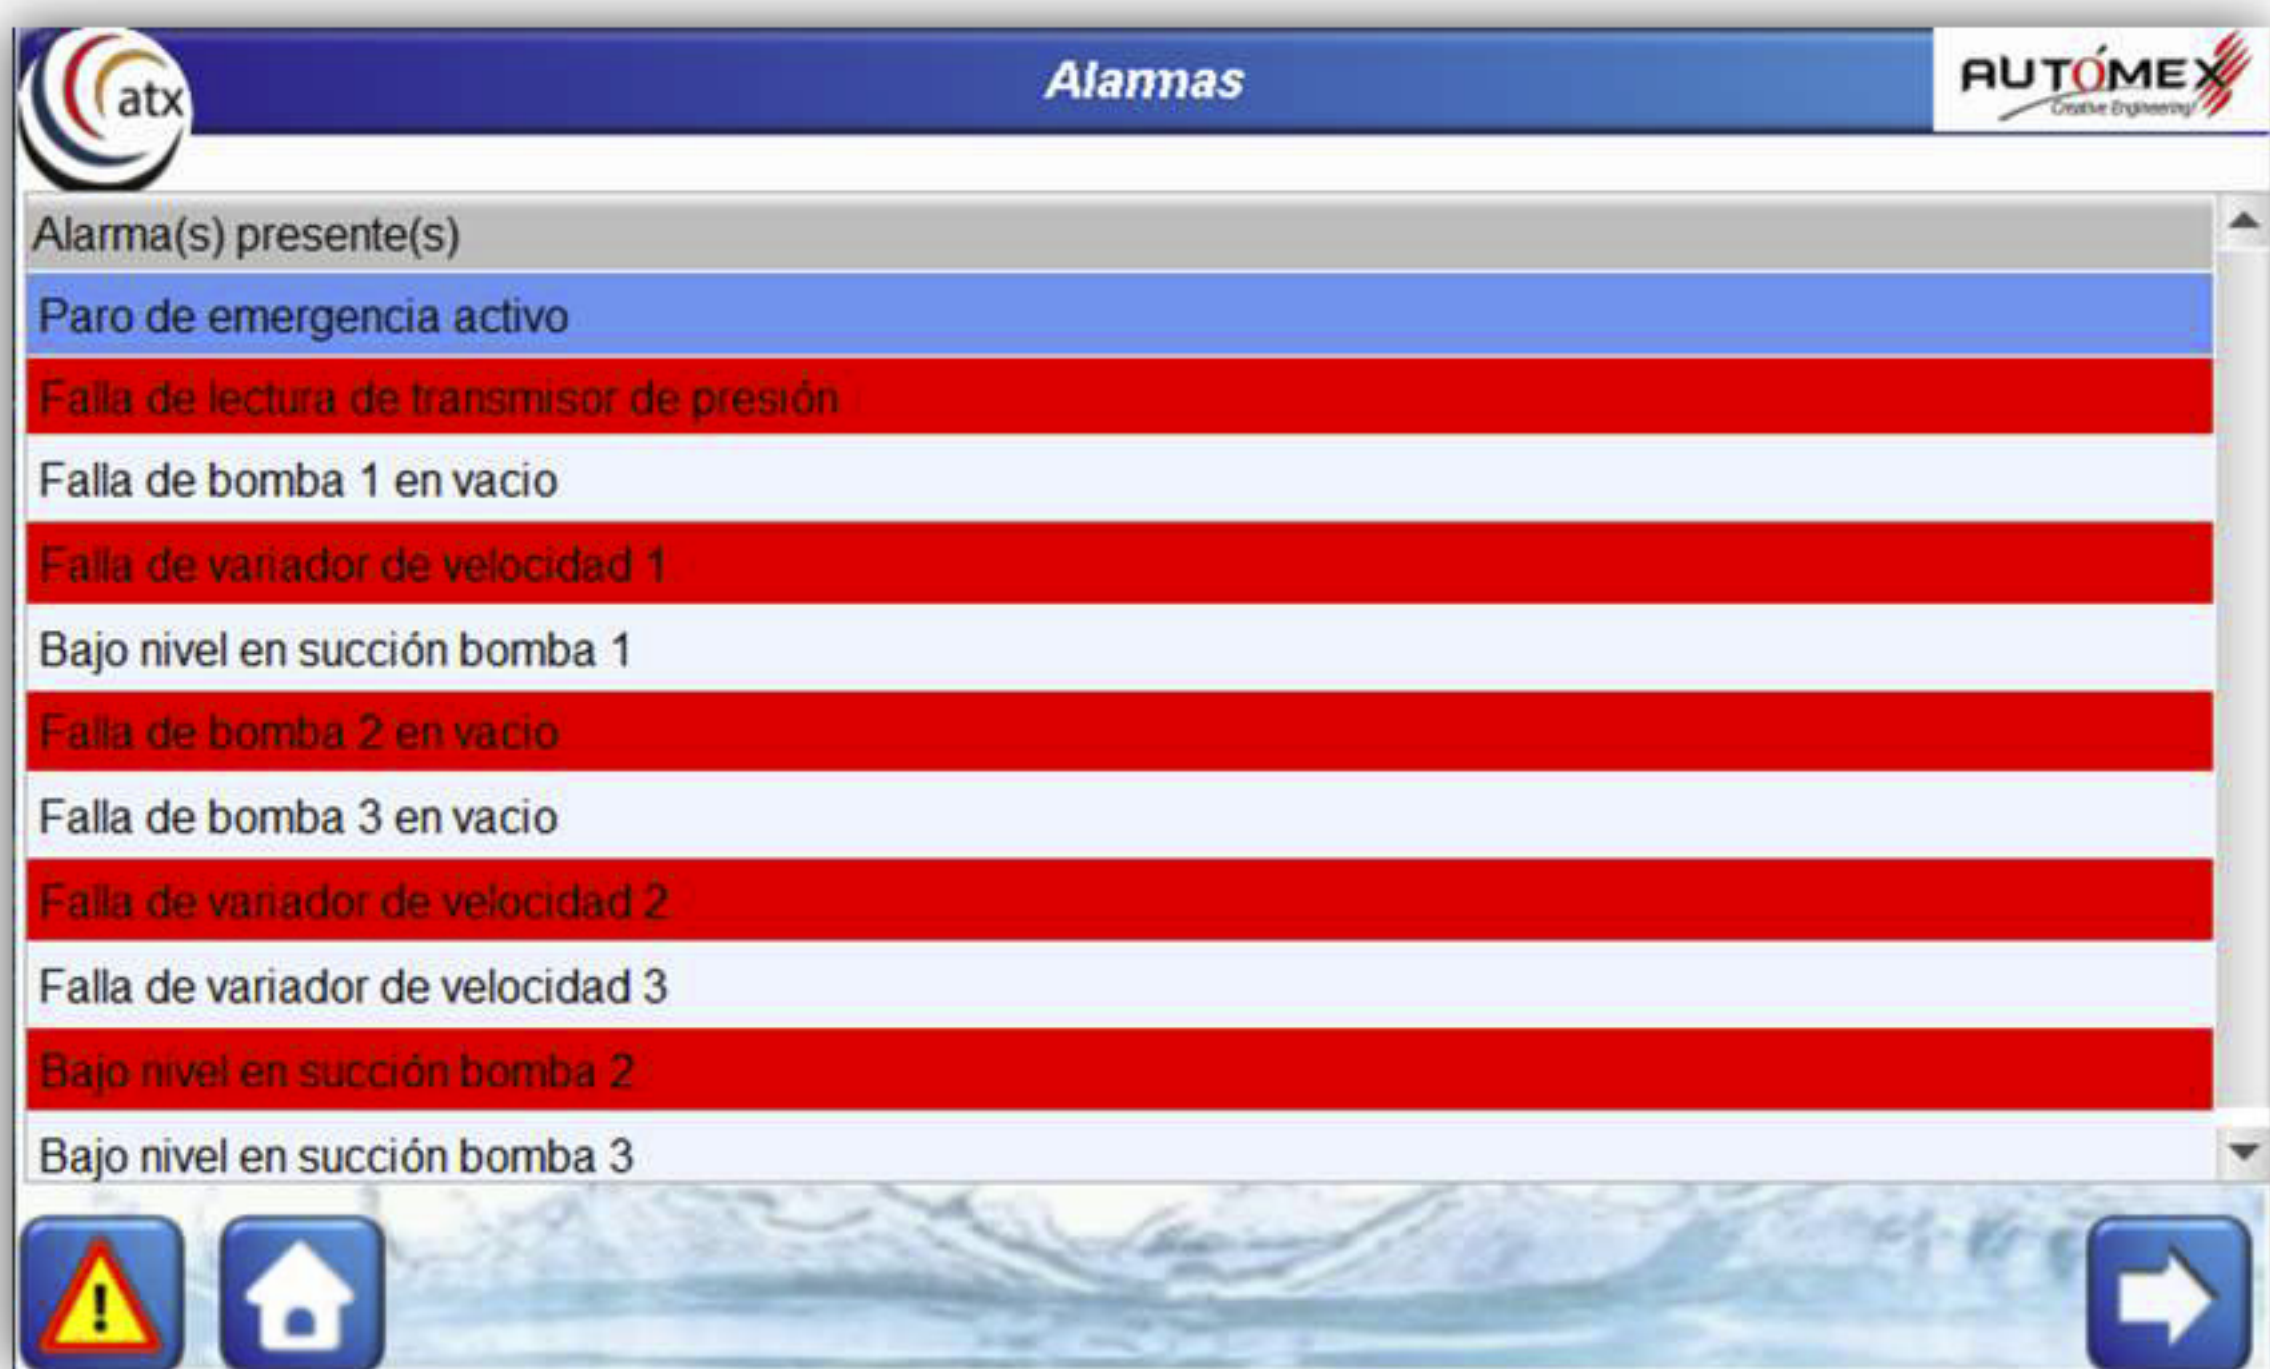 atx
Alarmas
AUTÓMEX
Creative Engineering!
Alarma(s) presente(s)
Paro de emergencia activo
Falla de lectura de transmisor de presión
Falla de bomba 1 en vacio
Falla de variador de velocidad 1
Bajo nivel en succión bomba 1
Falla de bomba 2 en vacio
Falla de bomba 3 en vacio
Falla de variador de velocidad 2
Falla de variador de velocidad 3
Bajo nivel en succión bomba 2
Bajo nivel en succión bomba 3